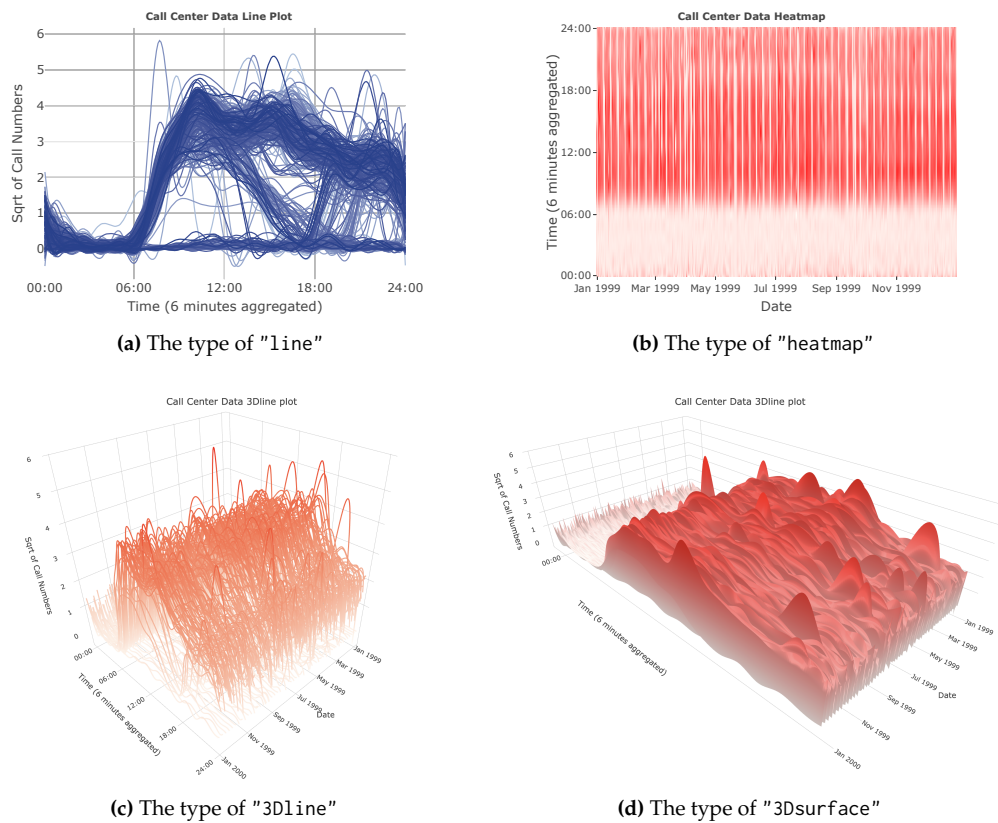 Call Center Data Line Plot
Sqrt of Call Numbers
6
5
4
3
2
1
0
00:00 06:00 12:00 18:00 24:00
Time (6 minutes aggregated)
(a) The type of "line"
Call Center Data Heatmap
Time (6 minutes aggregated)
24:00
18:00
12:00
06:00
00:00
Jan 1999 Mar 1999 May 1999 Jul 1999 Sep 1999 Nov 1999
Date
(b) The type of "heatmap"
Call Center Data 3Dline plot
6
5
4
3
2
1
0
Sqrt of Call Numbers
00:00
06:00
12:00
18:00
24:00
Time (6 minutes aggregated)
Jan 1999
Mar 1999
May 1999
Jul 1999
Sep 1999
Nov 1999
Jan 2000
Date
(c) The type of "3Dline"
Call Center Data 3Dline plot
6
5
4
3
2
1
0
Sqrt of Call Numbers
00:00
Time (6 minutes aggregated)
Jan 1999
Mar 1999
May 1999
Jul 1999
Sep 1999
Nov 1999
Jan 2000
Date
(d) The type of "3Dsurface"